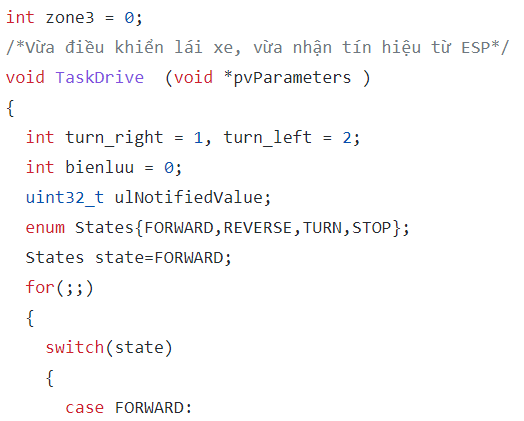 int zone3 = 0;
/*Vừa điều khiển lái xe, vừa nhận tín hiệu từ ESP*/
void TaskDrive  (void *pvParameters )
{
  int turn_right = 1, turn_left = 2;
  int bienluu = 0;
  uint32_t ulNotifiedValue;
  enum States{FORWARD,REVERSE,TURN,STOP};
  States state=FORWARD;
  for(;;)
  {
    switch(state)
    {
      case FORWARD: